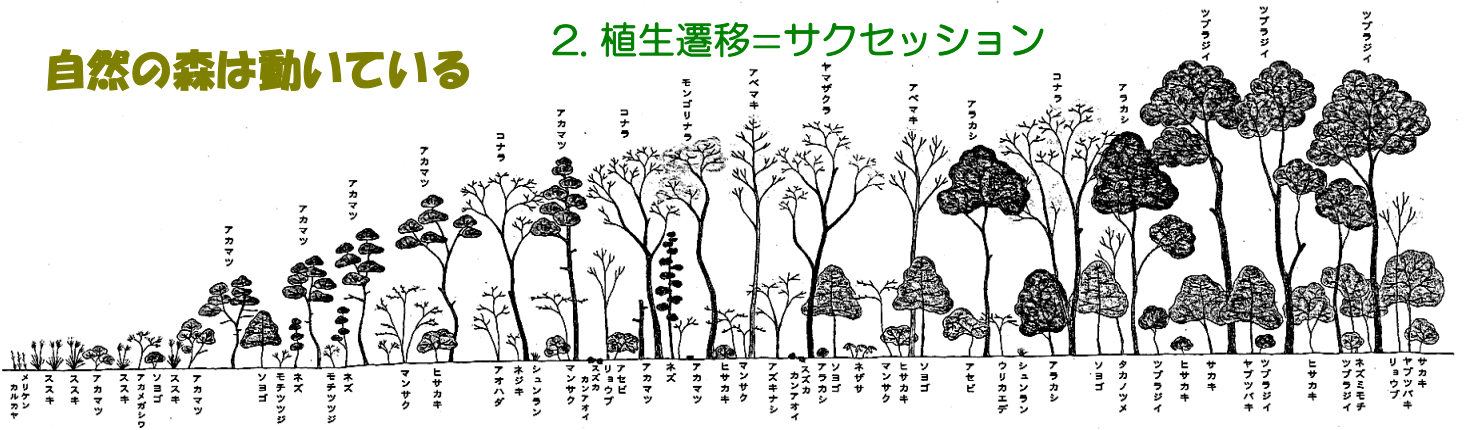 自然の森は動いている
2. 植生遷移=サクセッション
アカマツ
アカマツ
アカマツ
アカマツ
コナラ
アカマツ
コナラ
モンゴリナラ
アベマキ
ヤマザクラ
アベマキ
アラカシ
コナラ
アラカシ
ツブラジイ
ツブラジイ
ツブラジイ
メリケンカルカヤ
ススキ
ススキ
アカマツ
ススキ
アカメガシワ
ソヨゴ
ススキ
アカマツ
ソヨゴ
モチツツジ
ネズ
モチツツジ
ネズ
マンサク
ヒサカキ
アオハダ
ネジキ
シュンラン
マンサク
スズカカンアオイ
リョウブ
アセビ
アカマツ
ネズ
アカマツ
ヒサカキ
マンサク
アズキナシ
スズカカンアオイ
アラカシ
ソヨゴ
ネザサ
マンサク
ヒサカキ
ソヨゴ
アセビ
ウリカエデ
シュンラン
アラカシ
ソヨゴ
タカノツメ
ツブラジイ
ヒサカキ
サカキ
ヤブツバキ
ツブラジイ
ヒサカキ
ツブラジイ
ネズミモチ
リョウブ
ヤブツバキ
サカキ